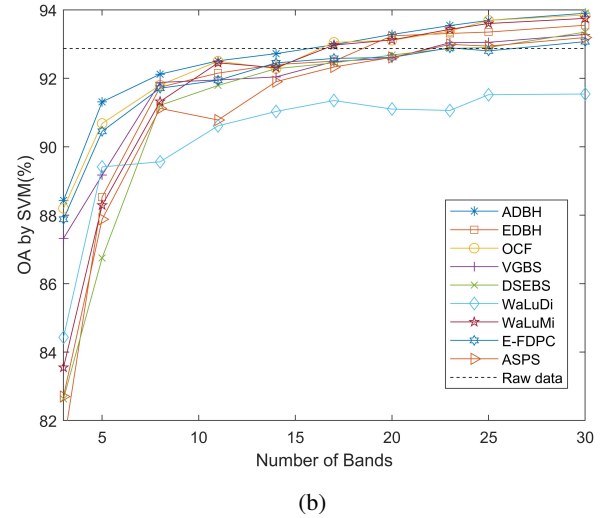 94
92
90
88
86
84
82
OA by SVM(%)
ADBH
EDBH
OCF
VGBS
DSEBS
WaLuDi
WaLuMi
E-FDPC
ASPS
Raw data
5 10 15 20 25 30
Number of Bands
(b)